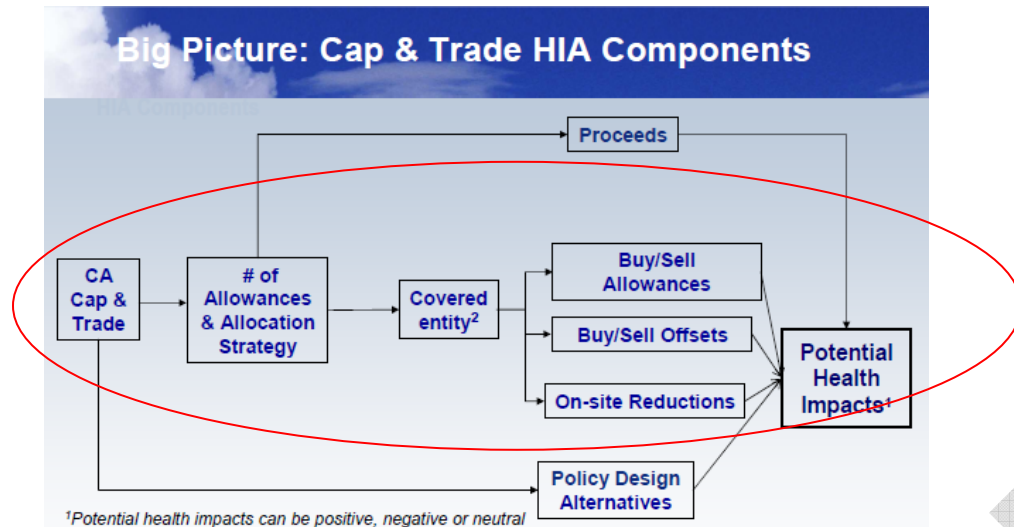 Big Picture: Cap & Trade HIA Components
HIA Components
Proceeds
CA
Cap &
Trade
# of
Allowances
& Allocation
Strategy
Covered
entity²
Buy/Sell
Allowances
Buy/Sell Offsets
On-site Reductions
Potential
Health
Impacts¹
Policy Design
Alternatives
¹Potential health impacts can be positive, negative or neutral